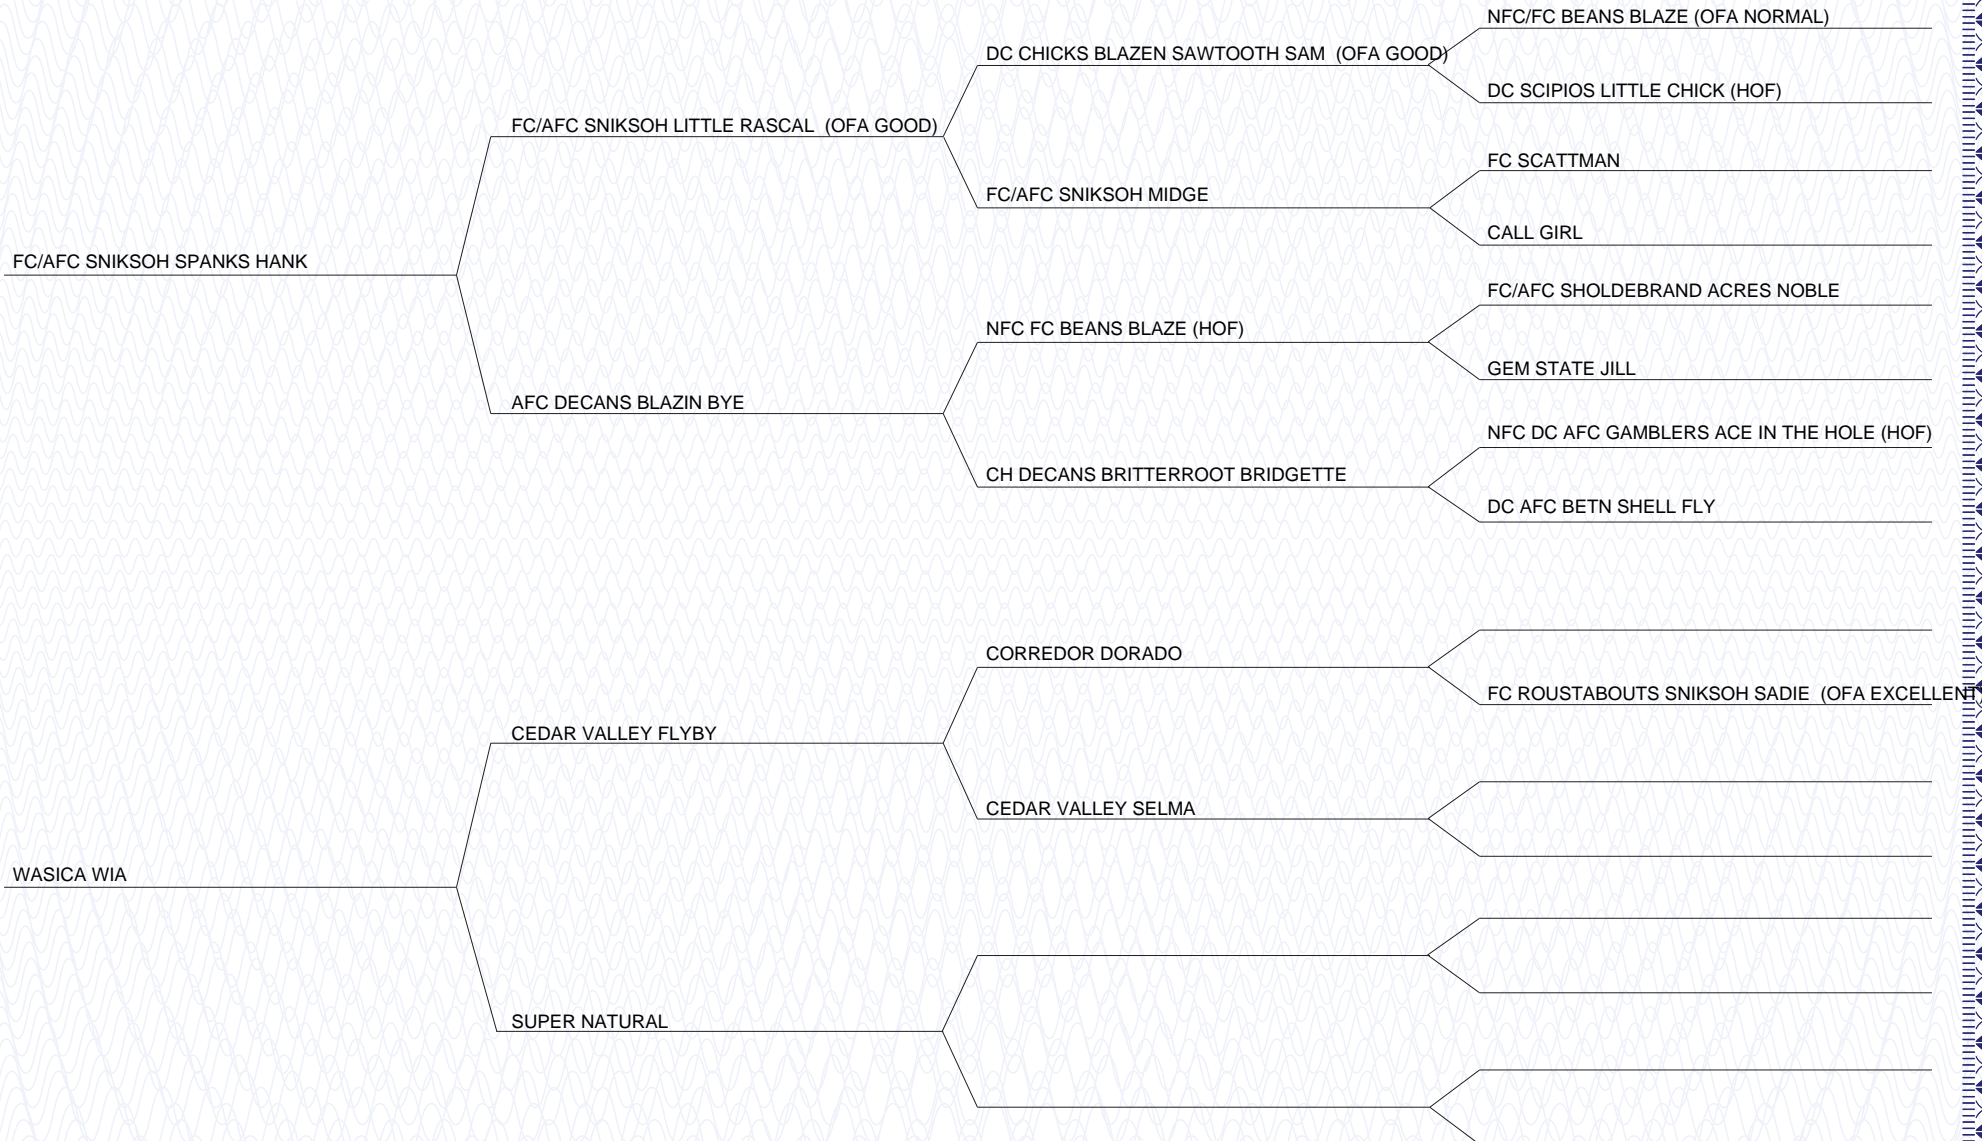 NFC/FC BEANS BLAZE (OFA NORMAL)
DC CHICKS BLAZEN SAWTOOTH SAM  (OFA GOOD)
DC SCIPIOS LITTLE CHICK (HOF)
FC/AFC SNIKSOH LITTLE RASCAL  (OFA GOOD)
FC SCATTMAN
FC/AFC SNIKSOH MIDGE
CALL GIRL
FC/AFC SNIKSOH SPANKS HANK
FC/AFC SHOLDEBRAND ACRES NOBLE
NFC FC BEANS BLAZE (HOF)
GEM STATE JILL
AFC DECANS BLAZIN BYE
NFC DC AFC GAMBLERS ACE IN THE HOLE (HOF)
CH DECANS BRITTERROOT BRIDGETTE
DC AFC BETN SHELL FLY
CORREDOR DORADO
FC ROUSTABOUTS SNIKSOH SADIE  (OFA EXCELLENT
CEDAR VALLEY FLYBY
CEDAR VALLEY SELMA
WASICA WIA
SUPER NATURAL